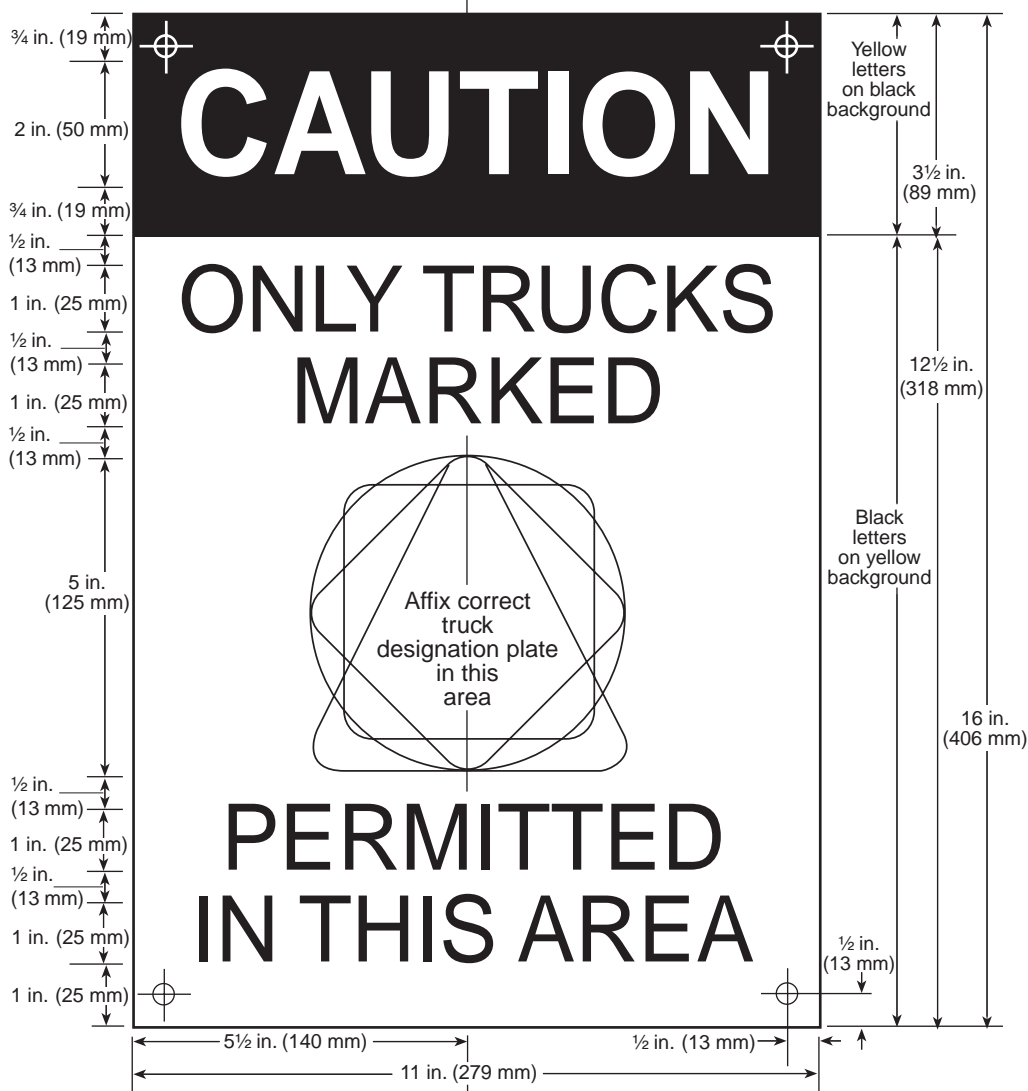 CAUTION
ONLY TRUCKS
MARKED
Affix correct
truck
designation plate
in this
area
PERMITTED
IN THIS AREA
¾ in. (19 mm)
2 in. (50 mm)
¾ in. (19 mm)
½ in.
(13 mm)
1 in. (25 mm)
½ in.
(13 mm)
1 in. (25 mm)
½ in.
(13 mm)
5 in.
(125 mm)
½ in.
(13 mm)
1 in. (25 mm)
½ in.
(13 mm)
1 in. (25 mm)
1 in. (25 mm)
Yellow
letters
on black
background
3½ in.
(89 mm)
12½ in.
(318 mm)
Black
letters
on yellow
background
16 in.
(406 mm)
½ in.
(13 mm)
5½ in. (140 mm)
½ in. (13 mm)
11 in. (279 mm)